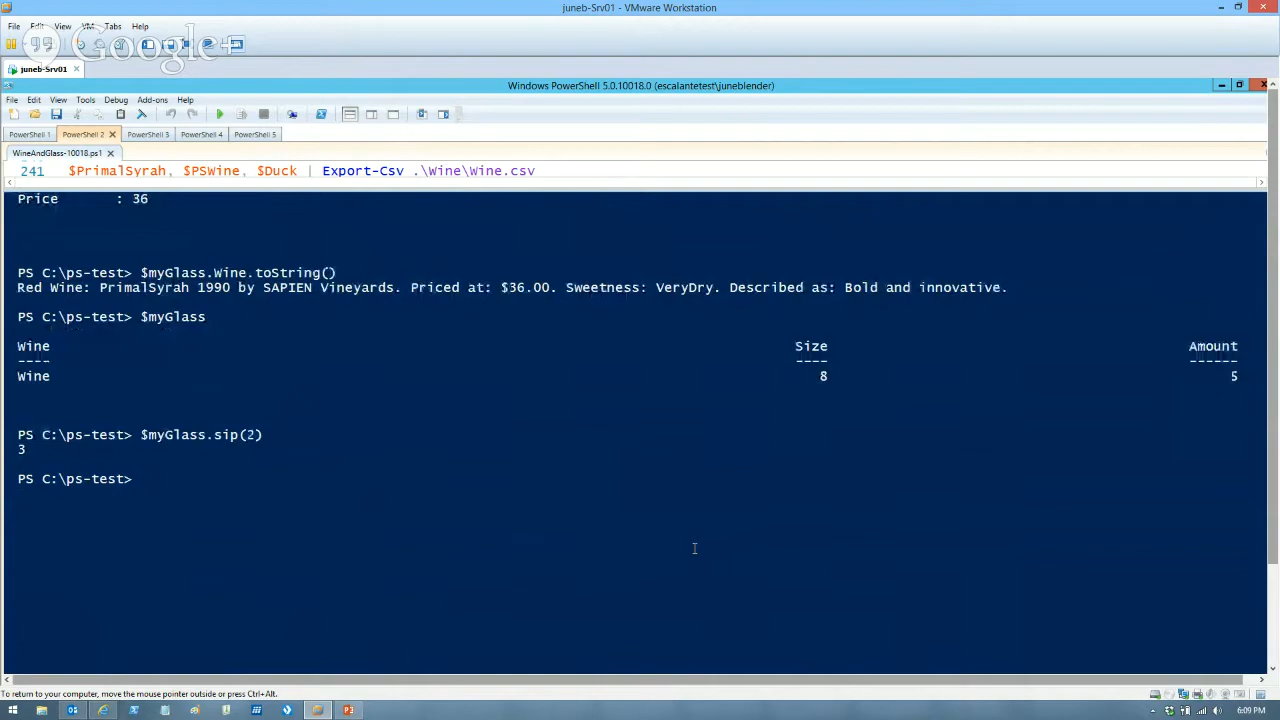 juneb-Srv01 - VMware Workstation
File Edit View VM Tabs Help
Google+
juneb-Srv01
Windows PowerShell 5.0.10018.0 (escalantetest\juneblender)
File Edit View Tools Debug Add-ons Help
PowerShell 1 PowerShell 2 PowerShell 3 PowerShell 4 PowerShell 5
WineAndGlass-10018.ps1
241 $PrimalSyrah, $PSWine, $Duck | Export-Csv .\Wine\Wine.csv
Price : 36
PS C:\ps-test> $myGlass.Wine.toString()
Red Wine: PrimalSyrah 1990 by SAPIEN Vineyards. Priced at: $36.00. Sweetness: VeryDry. Described as: Bold and innovative.
PS C:\ps-test> $myGlass
Wine Size Amount
---- ---- ------
Wine 8 5
PS C:\ps-test> $myGlass.sip(2)
3
PS C:\ps-test>
To return to your computer, move the mouse pointer outside or press Ctrl+Alt.
6:09 PM